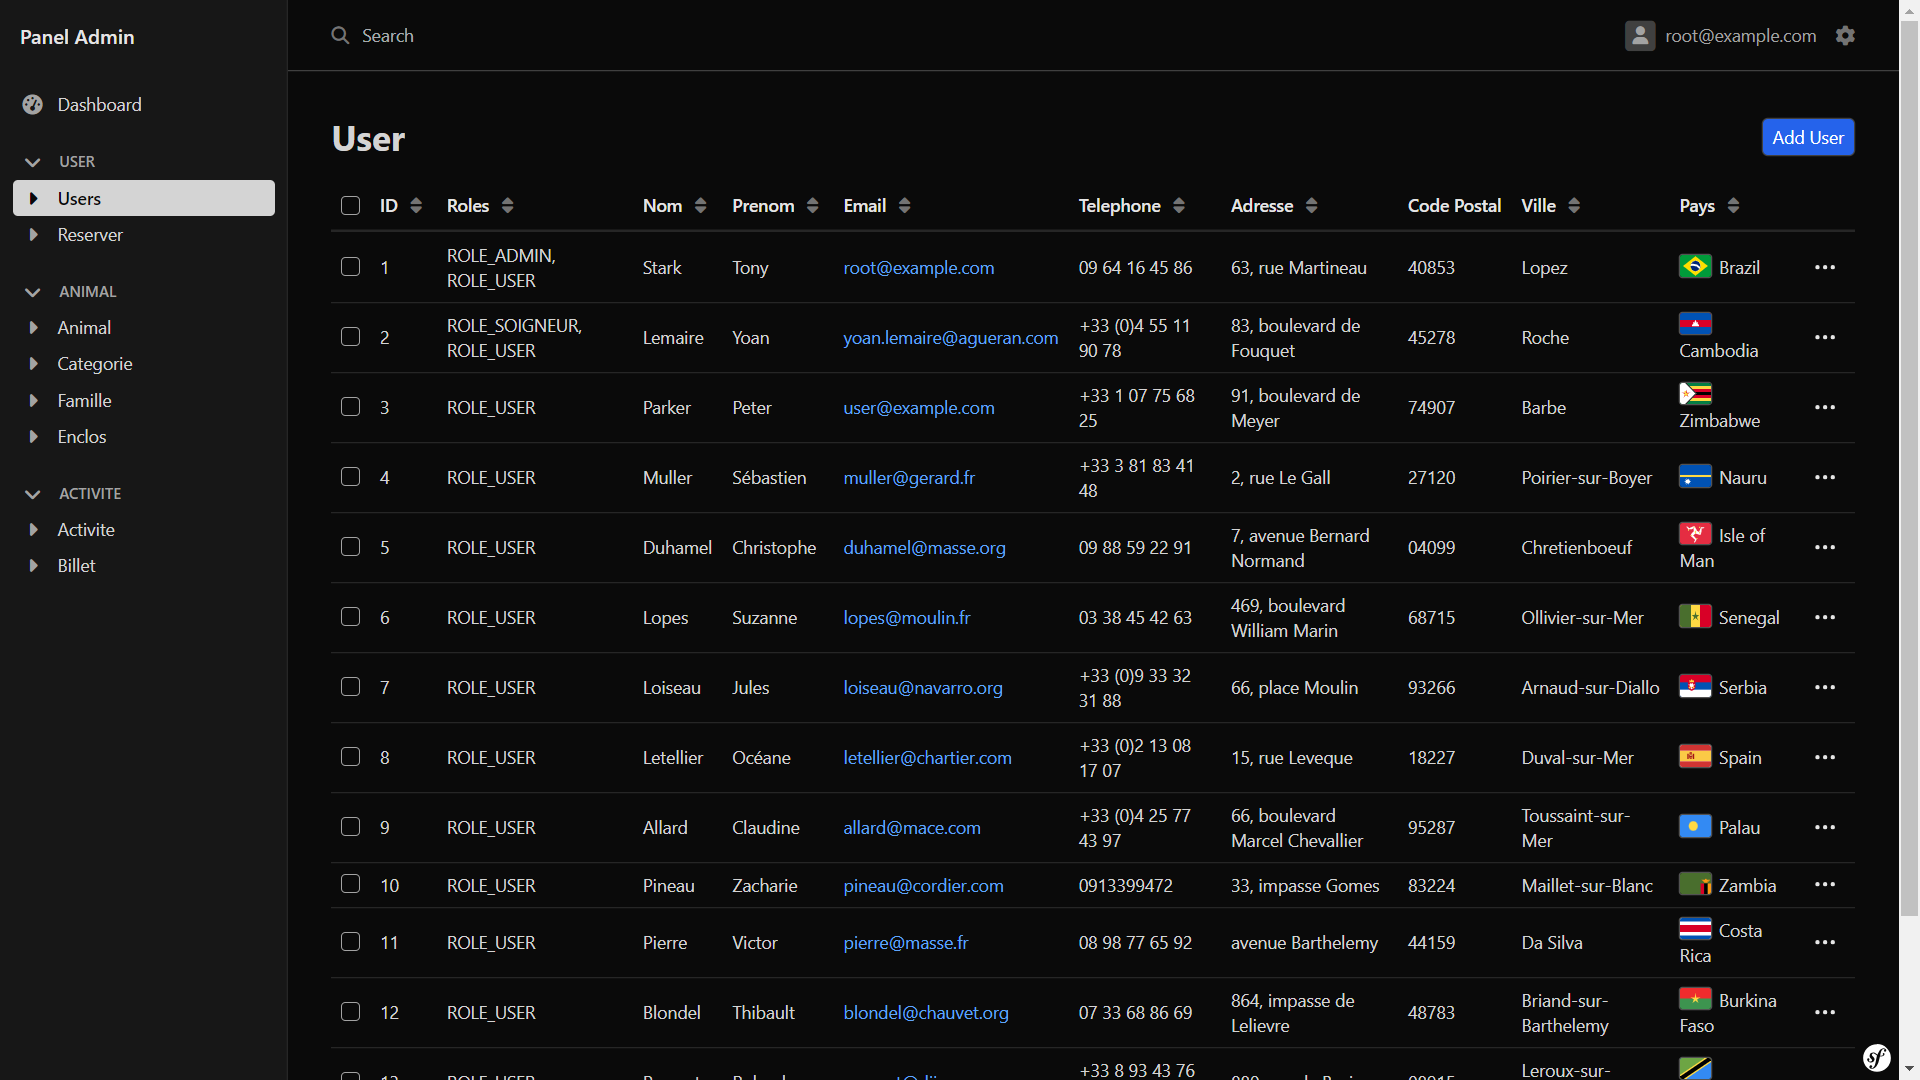 Panel Admin
Search
root@example.com
Dashboard
USER
Users
Reserver
ANIMAL
Animal
Categorie
Famille
Enclos
ACTIVITE
Activite
Billet
User
Add User
ID Roles Nom Prenom Email Telephone Adresse Code Postal Ville Pays
1 ROLE_ADMIN, ROLE_USER Stark Tony root@example.com 09 64 16 45 86 63, rue Martineau 40853 Lopez Brazil
2 ROLE_SOIGNEUR, ROLE_USER Lemaire Yoan yoan.lemaire@agueran.com +33 (0)4 55 11 90 78 83, boulevard de Fouquet 45278 Roche Cambodia
3 ROLE_USER Parker Peter user@example.com +33 1 07 75 68 25 91, boulevard de Meyer 74907 Barbe Zimbabwe
4 ROLE_USER Muller Sébastien muller@gerard.fr +33 3 81 83 41 48 2, rue Le Gall 27120 Poirier-sur-Boyer Nauru
5 ROLE_USER Duhamel Christophe duhamel@masse.org 09 88 59 22 91 7, avenue Bernard Normand 04099 Chretienboeuf Isle of Man
6 ROLE_USER Lopes Suzanne lopes@moulin.fr 03 38 45 42 63 469, boulevard William Marin 68715 Ollivier-sur-Mer Senegal
7 ROLE_USER Loiseau Jules loiseau@navarro.org +33 (0)9 33 32 31 88 66, place Moulin 93266 Arnaud-sur-Diallo Serbia
8 ROLE_USER Letellier Océane letellier@chartier.com +33 (0)2 13 08 17 07 15, rue Leveque 18227 Duval-sur-Mer Spain
9 ROLE_USER Allard Claudine allard@mace.com +33 (0)4 25 77 43 97 66, boulevard Marcel Chevallier 95287 Toussaint-sur-Mer Palau
10 ROLE_USER Pineau Zacharie pineau@cordier.com 0913399472 33, impasse Gomes 83224 Maillet-sur-Blanc Zambia
11 ROLE_USER Pierre Victor pierre@masse.fr 08 98 77 65 92 avenue Barthelemy 44159 Da Silva Costa Rica
12 ROLE_USER Blondel Thibault blondel@chauvet.org 07 33 68 86 69 864, impasse de Lelievre 48783 Briand-sur-Barthelemy Burkina Faso
+33 8 93 43 76 Leroux-sur-
sf